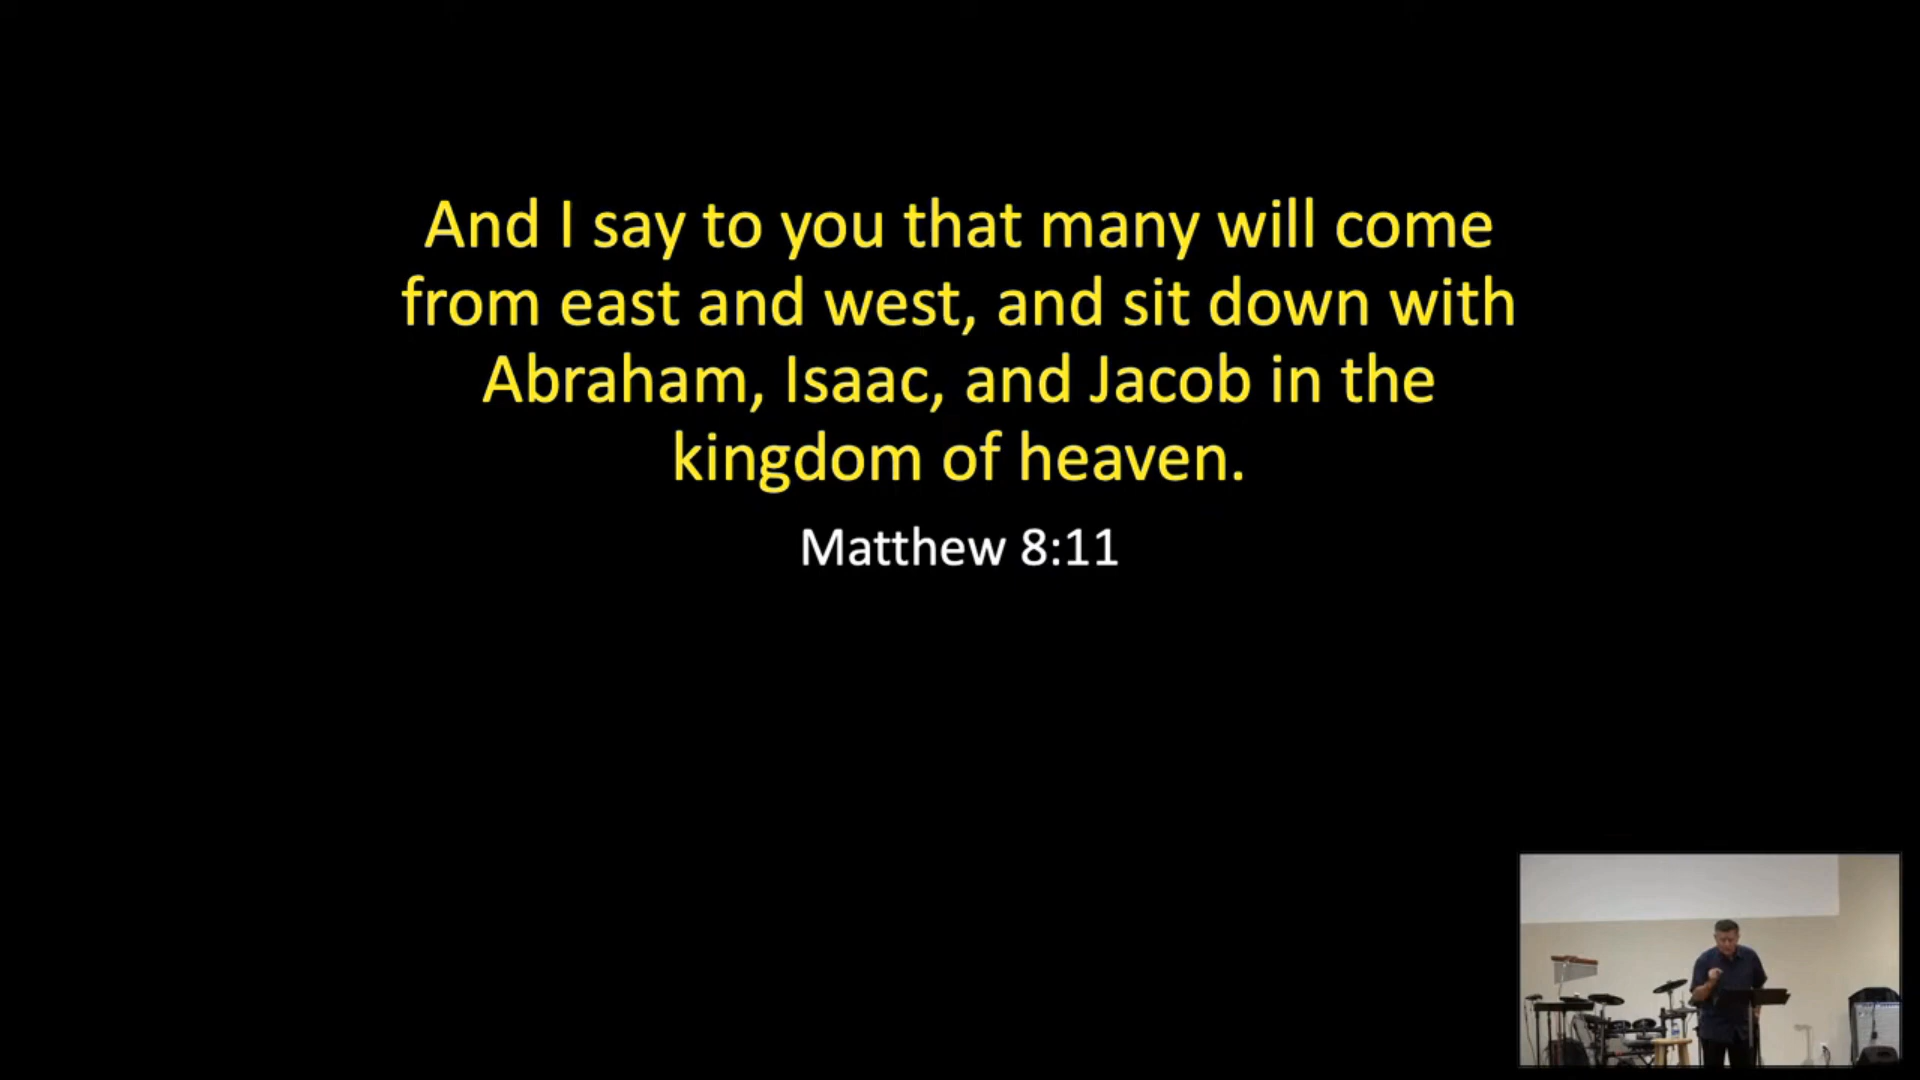 And I say to you that many will come
from east and west, and sit down with
Abraham, Isaac, and Jacob in the
kingdom of heaven.
Matthew 8:11